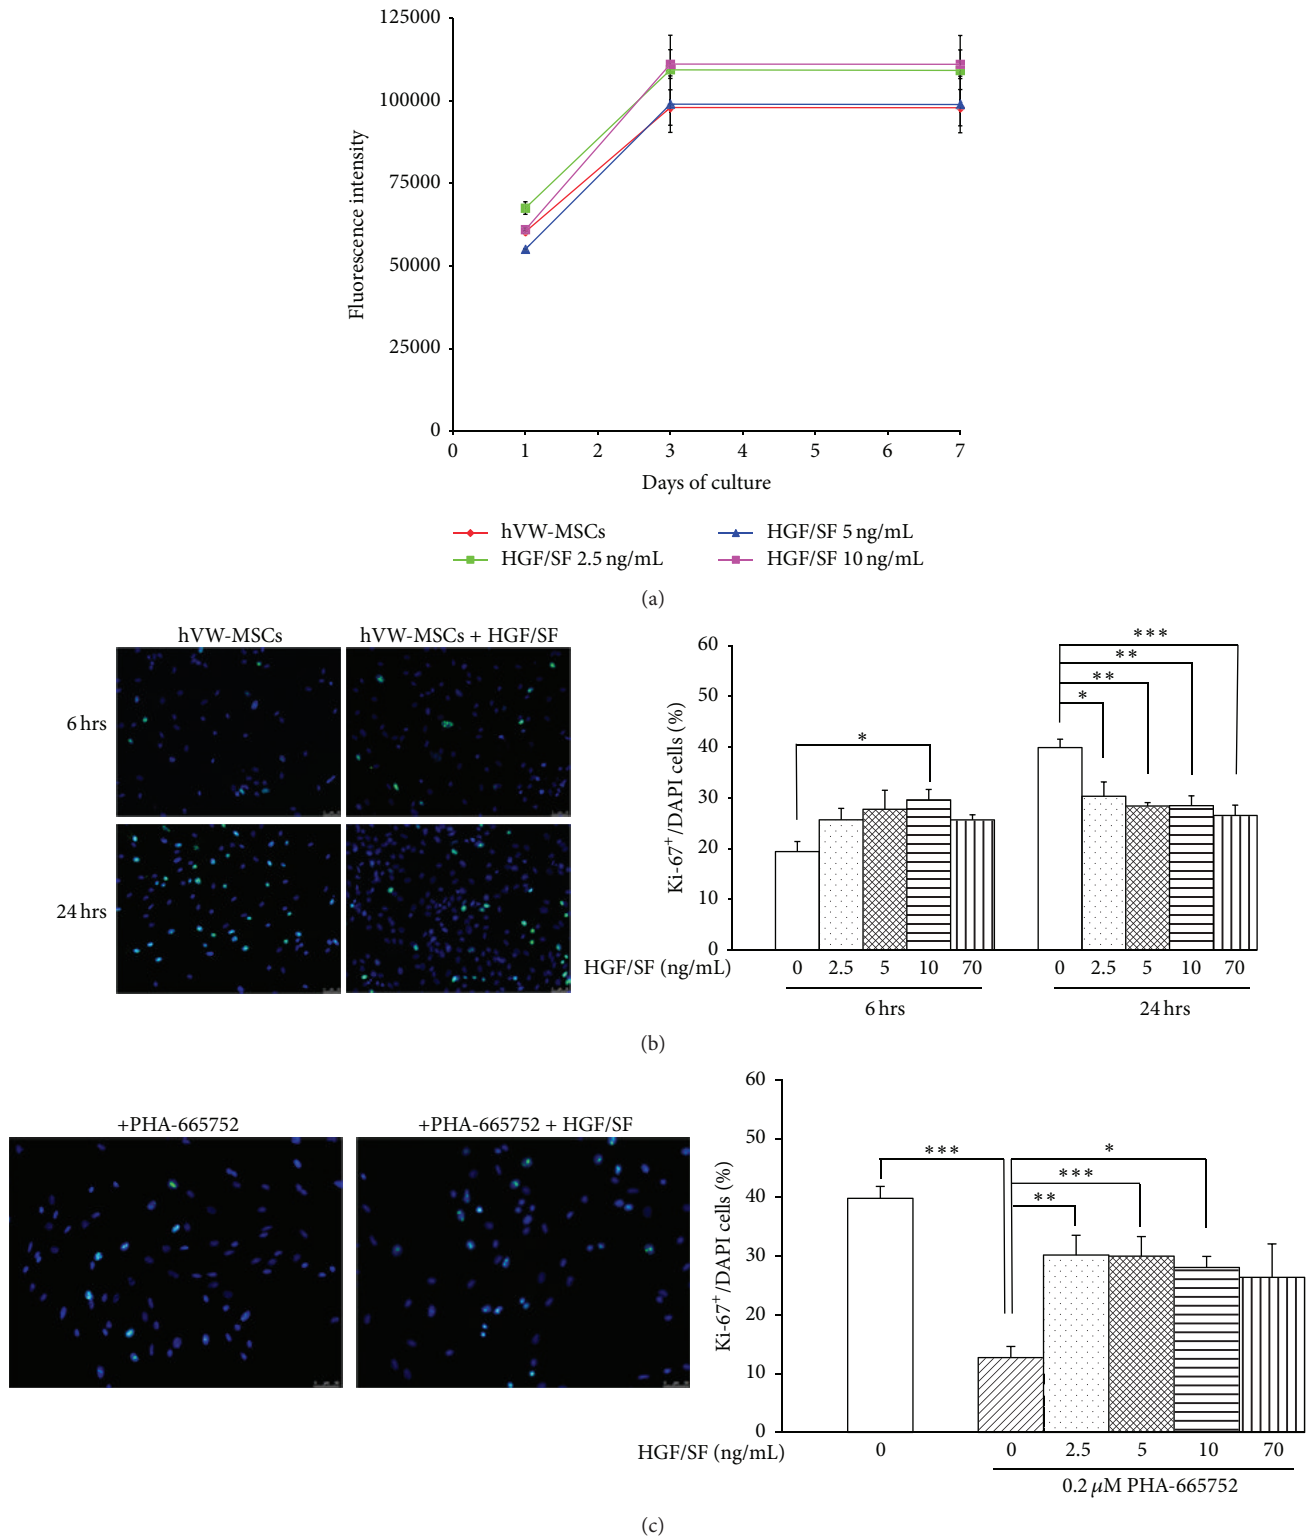 125000
100000
75000
50000
25000
0
Fluorescence intensity
0 1 2 3 4 5 6 7
Days of culture
hVW-MSCs
HGF/SF 2.5 ng/mL
HGF/SF 5 ng/mL
HGF/SF 10 ng/mL
(a)
hVW-MSCs
hVW-MSCs + HGF/SF
6 hrs
24 hrs
60
50
40
30
20
10
0
Ki-67⁺/DAPI cells (%)
*
***
**
**
*
HGF/SF (ng/mL)
0 2.5 5 10 70
0 2.5 5 10 70
6 hrs
24 hrs
(b)
+PHA-665752
+PHA-665752 + HGF/SF
60
50
40
30
20
10
0
Ki-67⁺/DAPI cells (%)
***
*
***
**
HGF/SF (ng/mL)
0 0 2.5 5 10 70
0.2 μM PHA-665752
(c)